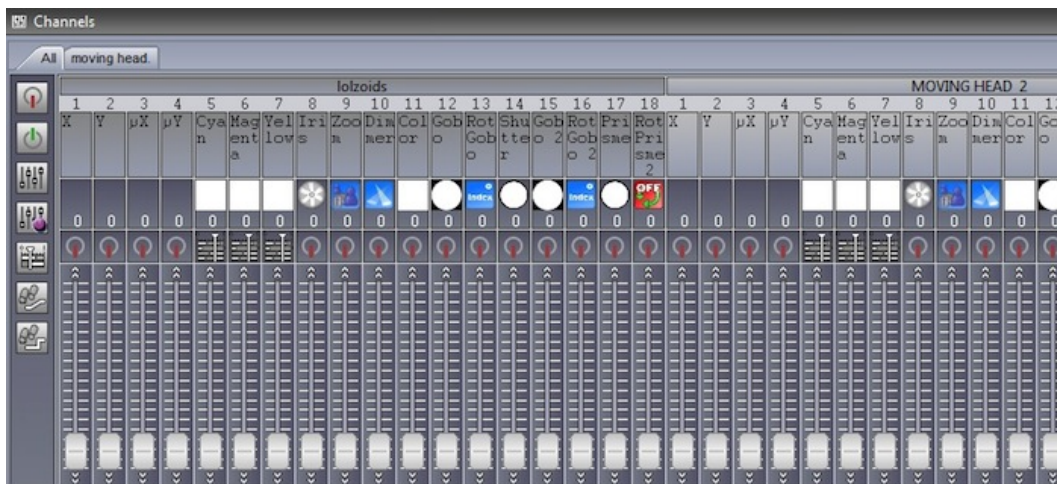 Channels
All moving head.
lolzoids MOVING HEAD 2
1 2 3 4 5 6 7 8 9 10 11 12 13 14 15 16 17 18 1 2 3 4 5 6 7 8 9 10 11
X Y µX µY Cyan Magenta Yellow Iris Zoom Dimmer Color Gobo Rot Gobo Shutter Gobo 2 Rot Gobo 2 Prisme Rot Prisme 2 X Y µX µY Cyan Magenta Yellow Iris Zoom Dimmer Color Go
Index Index OFF
0 0 0 0 0 0 0 0 0 0 0 0 0 0 0 0 0 0 0 0 0 0 0 0 0 0 0 0 0